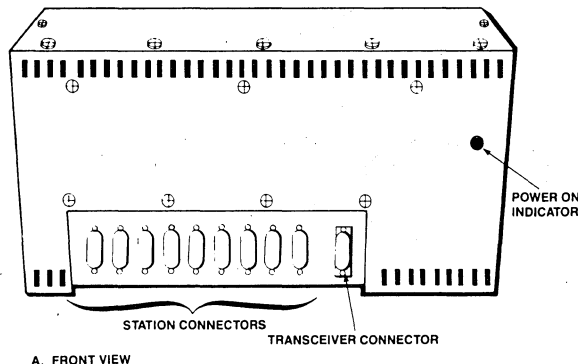 POWER ON
INDICATOR
STATION CONNECTORS
TRANSCEIVER CONNECTOR
A. FRONT VIEW